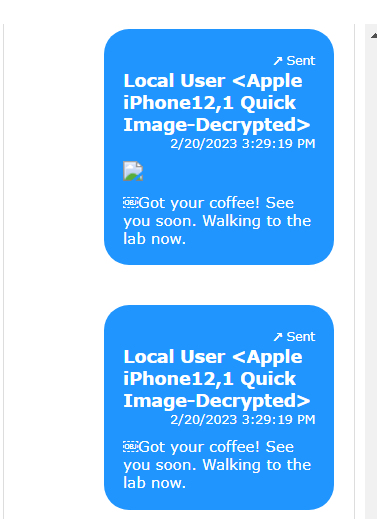 ↗ Sent
Local User <Apple
iPhone12,1 Quick
Image-Decrypted>
2/20/2023 3:29:19 PM
￼Got your coffee! See
you soon. Walking to the
lab now.
↗ Sent
Local User <Apple
iPhone12,1 Quick
Image-Decrypted>
2/20/2023 3:29:19 PM
￼Got your coffee! See
you soon. Walking to the
lab now.